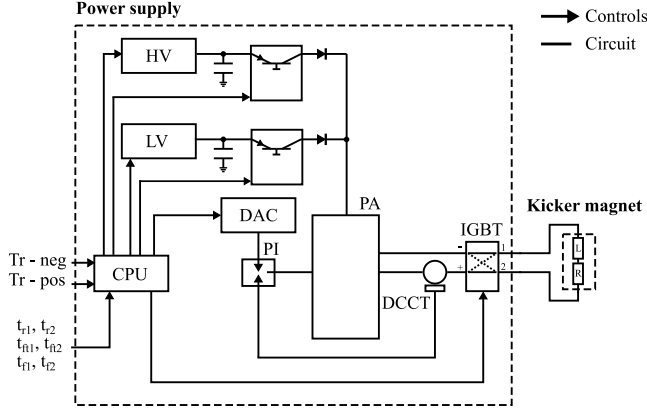 Power supply
Controls
Circuit
HV
LV
DAC
PA
Kicker magnet
PI
IGBT
Tr - neg
Tr - pos
CPU
- 1
+ 2
L
R
DCCT
t_r1, t_r2
t_ft1, t_ft2
t_f1, t_f2